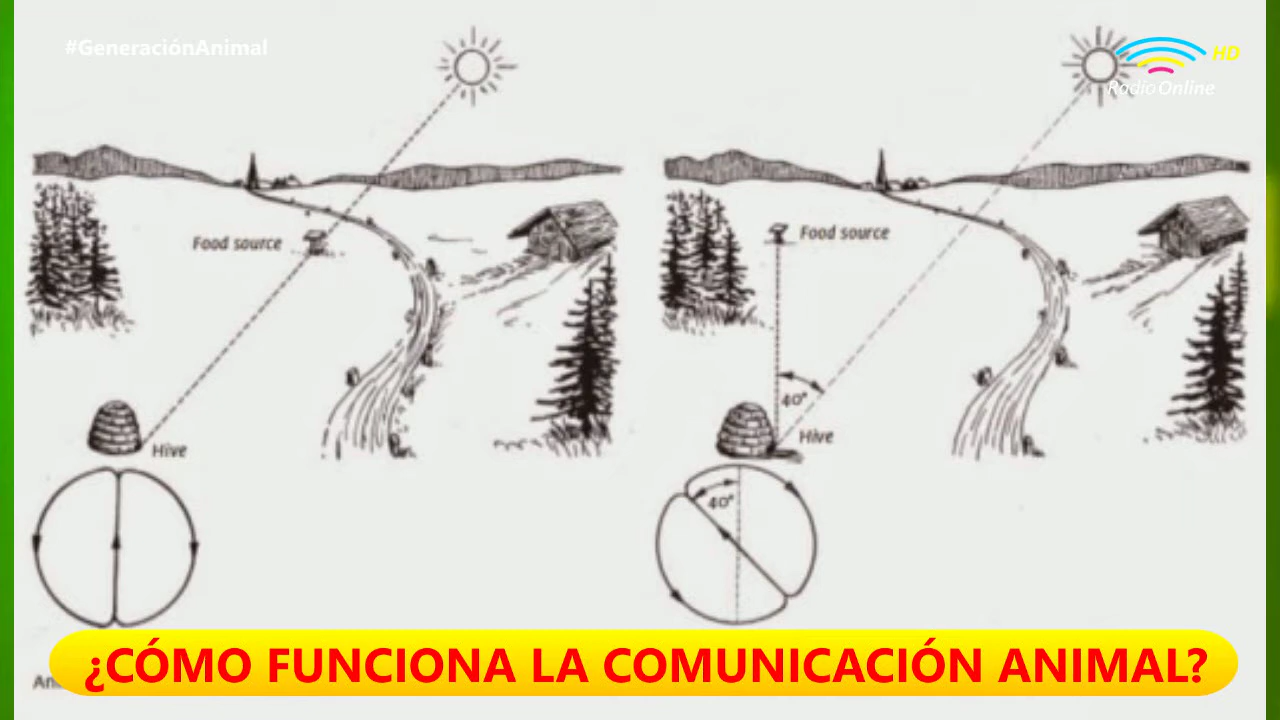 #GeneraciónAnimal
HD
Radio Online
Food source
Food source
40°
Hive
Hive
40°
¿CÓMO FUNCIONA LA COMUNICACIÓN ANIMAL?